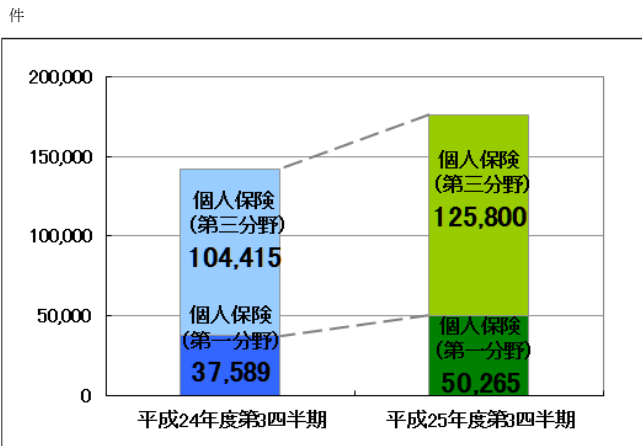 件
200,000
150,000
100,000
50,000
0
個人保険
(第三分野)
104,415
個人保険
(第一分野)
37,589
個人保険
(第三分野)
125,800
個人保険
(第一分野)
50,265
平成24年度第3四半期
平成25年度第3四半期